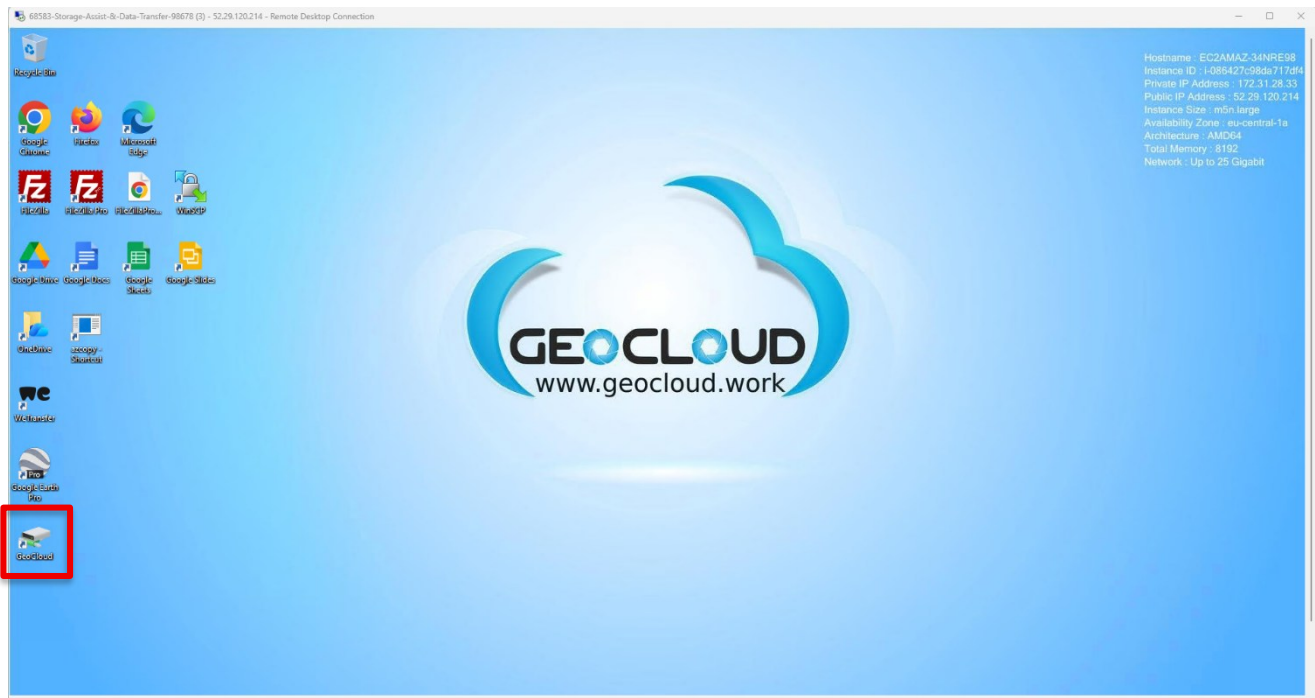 68583-Storage-Assist-&-Data-Transfer-98678 (3) - 52.29.120.214 - Remote Desktop Connection
Recycle Bin
Hostname : EC2AMAZ-34NRE98
Instance ID : i-086427c98da717df4
Private IP Address : 172.31.28.33
Public IP Address : 52.29.120.214
Instance Size : m5n.large
Availability Zone : eu-central-1a
Architecture : AMD64
Total Memory : 8192
Network : Up to 25 Gigabit
Google Chrome
Firefox
Microsoft Edge
FileZilla
FileZilla Pro
FileZillaPro...
WinSCP
Google Drive
Google Docs
Google Sheets
Google Slides
OneDrive
azcopy - Shortcut
we
WeTransfer
Pro
Google Earth Pro
GeoCloud
GEOCLOUD
www.geocloud.work